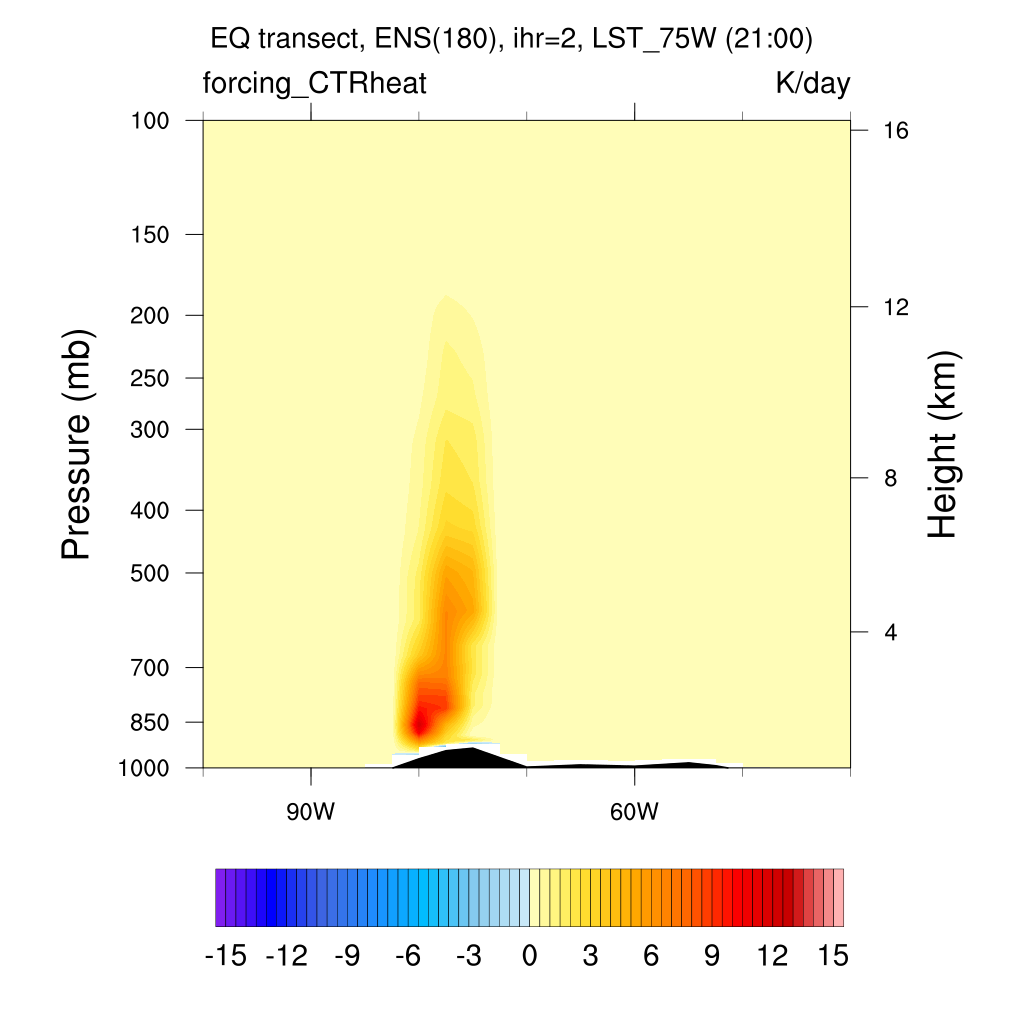 EQ transect, ENS(180), ihr=2, LST_75W (21:00)
forcing_CTRheat K/day
100
150
200
250
300
400
500
700
850
1000
Pressure (mb)
16
12
8
4
Height (km)
90W 60W
-15 -12 -9 -6 -3 0 3 6 9 12 15